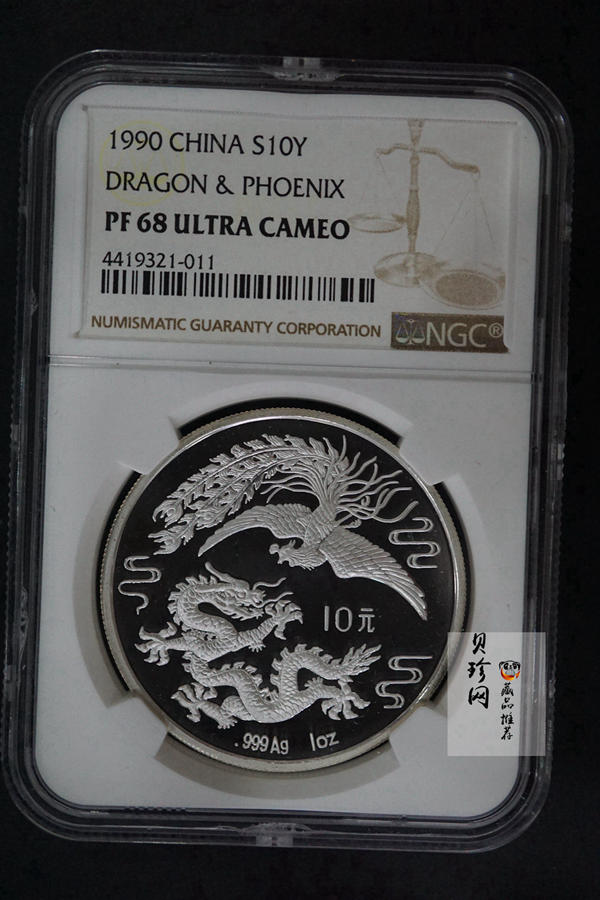 1990 CHINA S10Y
DRAGON & PHOENIX
PF 68 ULTRA CAMEO
4419321-011
NUMISMATIC GUARANTY CORPORATION
NGC®
10元
.999Ag 1oz
贝珍网
藏品推荐